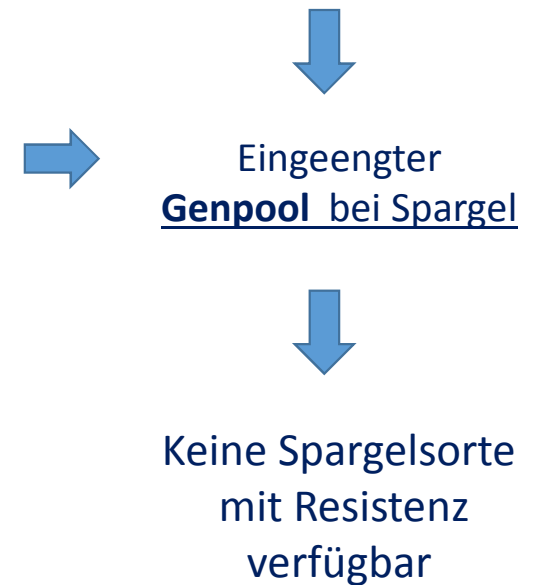 Eingeengter
Genpool bei Spargel
Keine Spargelsorte
mit Resistenz
verfügbar